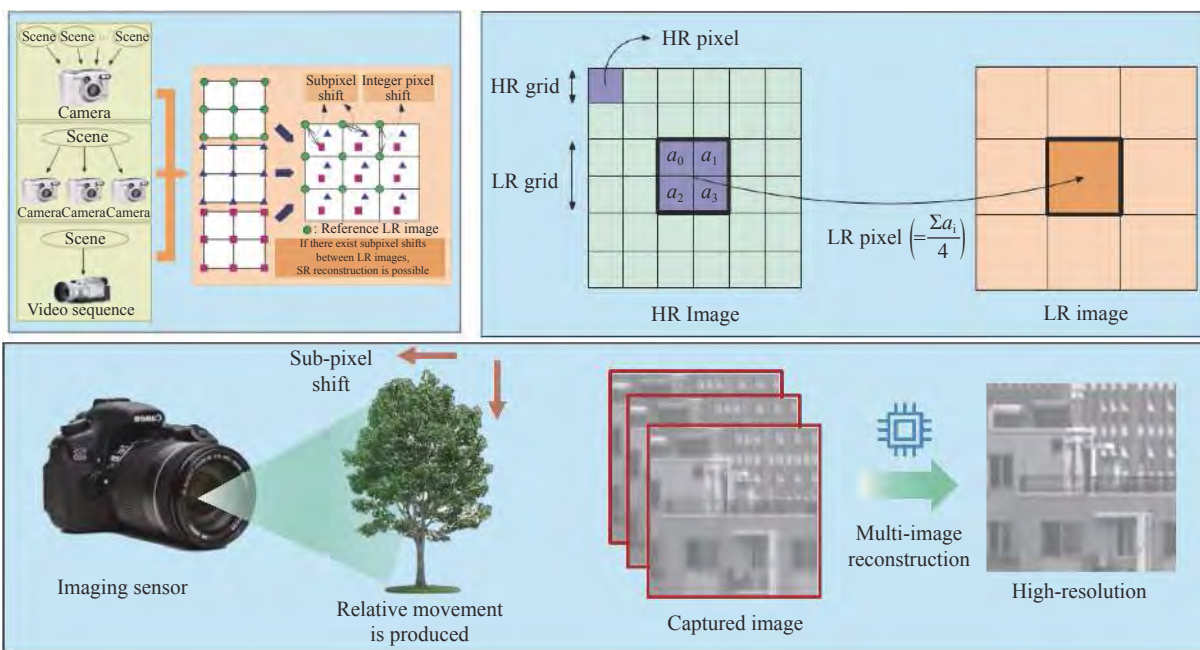 Scene Scene Scene
Camera
Scene
Camera Camera Camera
Scene
Video sequence
Subpixel
shift
Integer pixel
shift
: Reference LR image
If there exist subpixel shifts
between LR images,
SR reconstruction is possible
HR pixel
HR grid
LR grid
a0 a1
a2 a3
LR pixel (=Σai/4)
HR Image
LR image
Sub-pixel
shift
Canon
Imaging sensor
Relative movement
is produced
Captured image
Multi-image
reconstruction
High-resolution